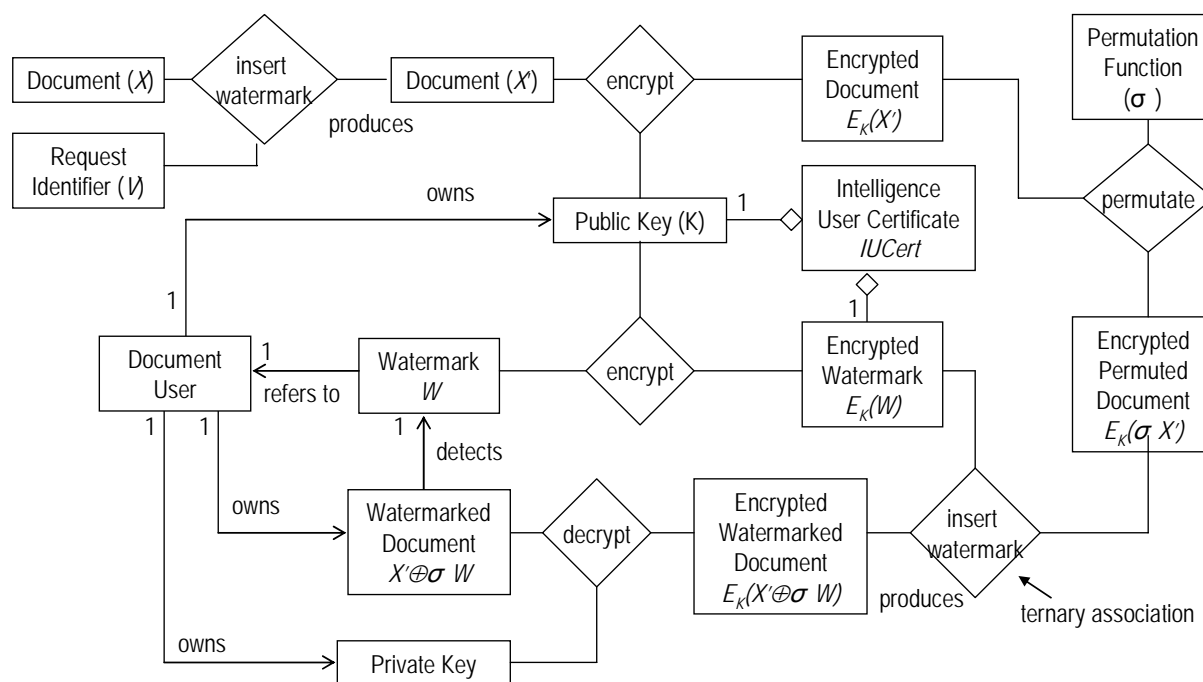 Document (X)
insert
watermark
produces
Document (X')
encrypt
Encrypted
Document
E_K(X')
Permutation
Function
(σ )
Request
Identifier (V)
owns
Public Key (K)
1
Intelligence
User Certificate
IUCert
permutate
1
1
Document
User
1
refers to
Watermark
W
encrypt
Encrypted
Watermark
E_K(W)
Encrypted
Permuted
Document
E_K(σ X')
1
1
1
detects
owns
Watermarked
Document
X'⊕σ W
decrypt
Encrypted
Watermarked
Document
E_K(X'⊕σ W)
produces
insert
watermark
ternary association
owns
Private Key